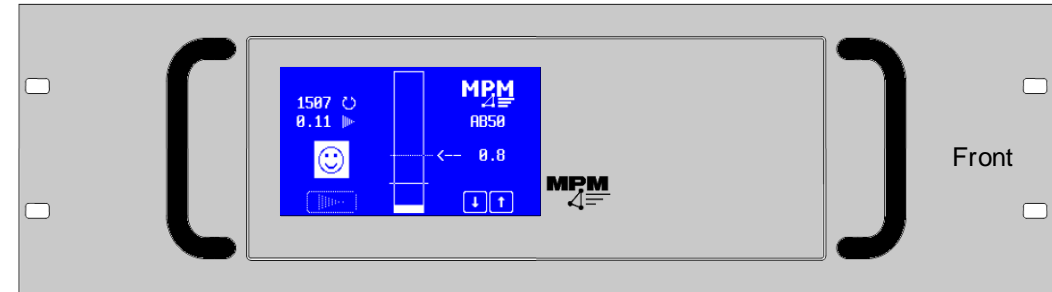 1507
0.11
MPM
AB50
<-- 0.8
↓ ↑
MPM
Front